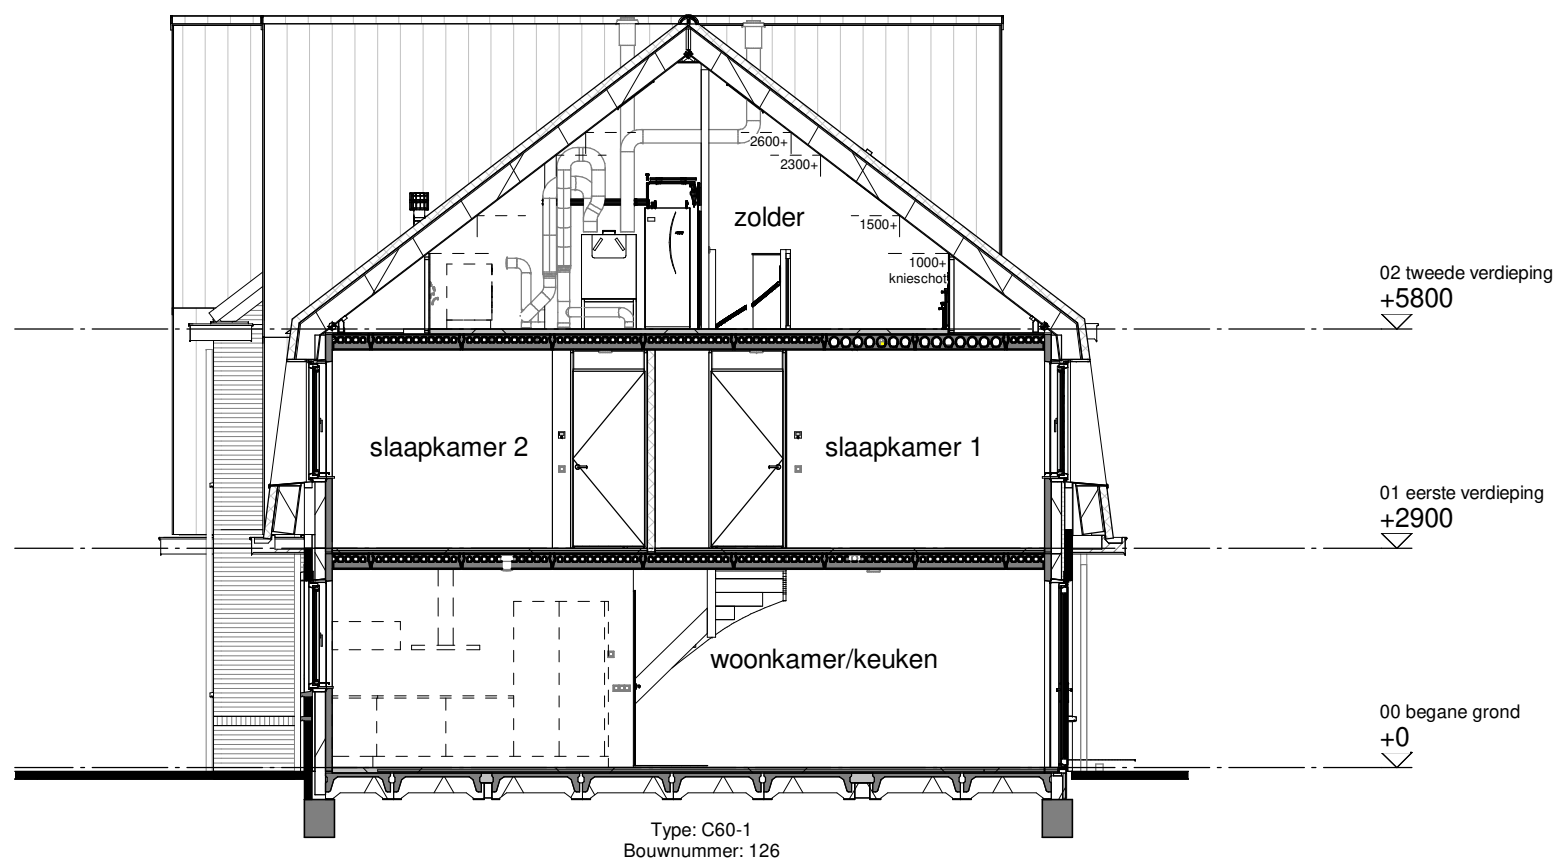 2600+
2300+
zolder
1500+
1000+
knieschot
02 tweede verdieping
+5800
slaapkamer 2
slaapkamer 1
01 eerste verdieping
+2900
woonkamer/keuken
00 begane grond
+0
Type: C60-1
Bouwnummer: 126